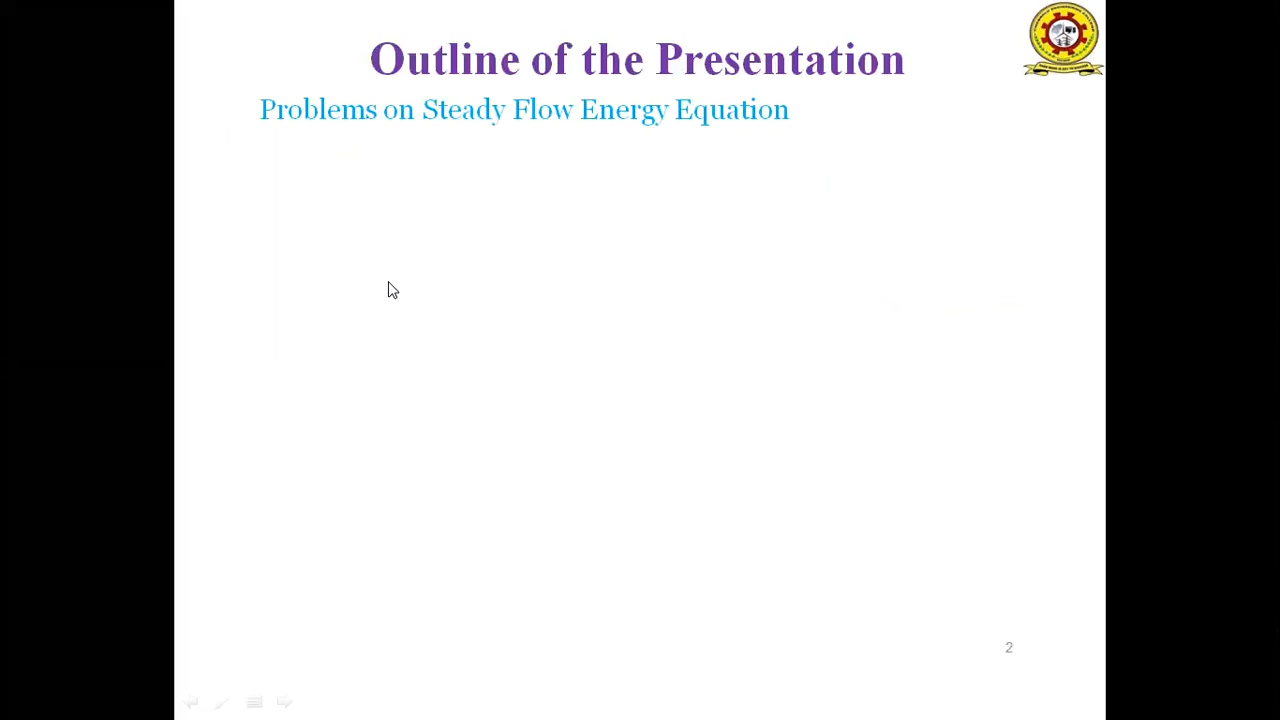 Outline of the Presentation
Problems on Steady Flow Energy Equation
2